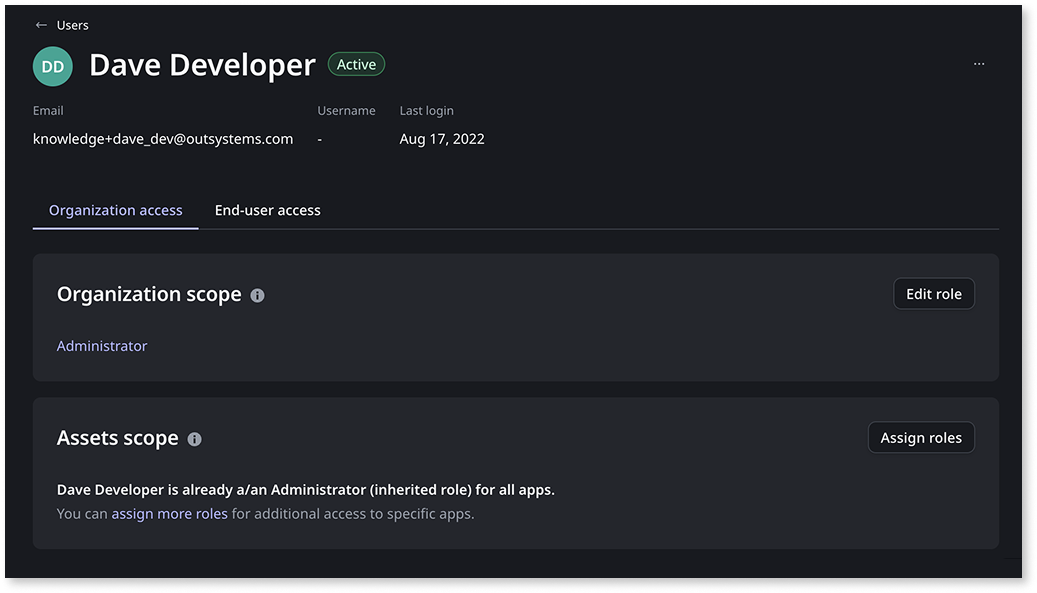 ← Users
DD Dave Developer Active ...
Email Username Last login
knowledge+dave_dev@outsystems.com - Aug 17, 2022
Organization access End-user access
Organization scope Edit role
Administrator
Assets scope Assign roles
Dave Developer is already a/an Administrator (inherited role) for all apps.
You can assign more roles for additional access to specific apps.